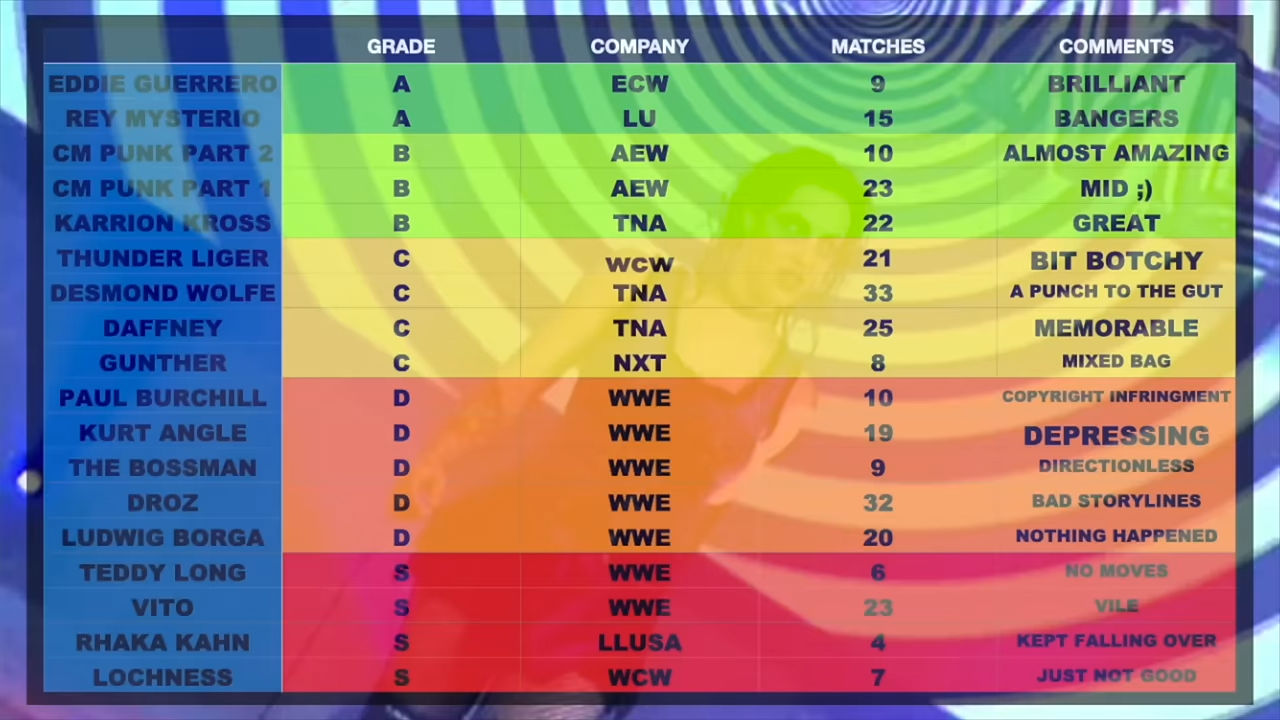 GRADE COMPANY MATCHES COMMENTS
EDDIE GUERRERO A ECW 9 BRILLIANT
REY MYSTERIO A LU 15 BANGERS
CM PUNK PART 2 B AEW 10 ALMOST AMAZING
CM PUNK PART 1 B AEW 23 MID ;)
KARRION KROSS B TNA 22 GREAT
THUNDER LIGER C WCW 21 BIT BOTCHY
DESMOND WOLFE C TNA 33 A PUNCH TO THE GUT
DAFFNEY C TNA 25 MEMORABLE
GUNTHER C NXT 8 MIXED BAG
PAUL BURCHILL D WWE 10 COPYRIGHT INFRINGMENT
KURT ANGLE D WWE 19 DEPRESSING
THE BOSSMAN D WWE 9 DIRECTIONLESS
DROZ D WWE 32 BAD STORYLINES
LUDWIG BORGA D WWE 20 NOTHING HAPPENED
TEDDY LONG S WWE 6 NO MOVES
VITO S WWE 23 VILE
RHAKA KAHN S LLUSA 4 KEPT FALLING OVER
LOCHNESS S WCW 7 JUST NOT GOOD